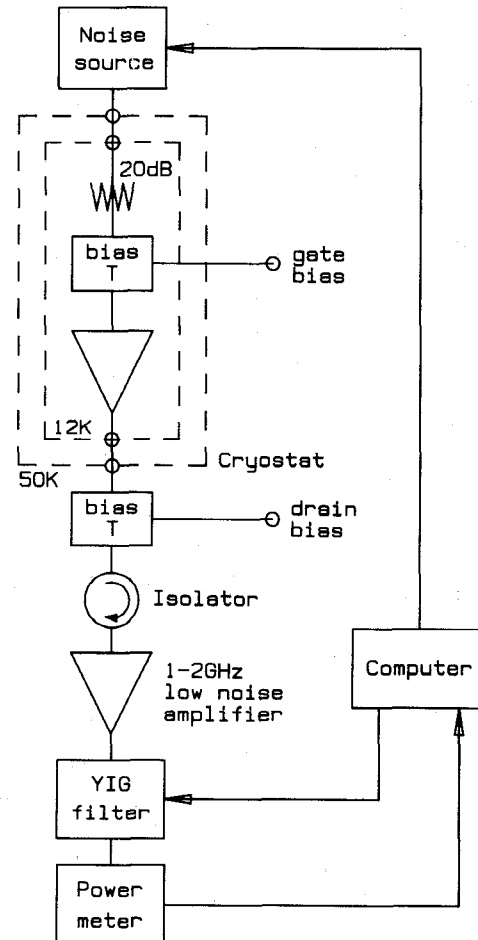 Noise
source
20dB
bias
T
gate
bias
12K
50K
Cryostat
bias
T
drain
bias
Isolator
1-2GHz
low noise
amplifier
Computer
YIG
filter
Power
meter